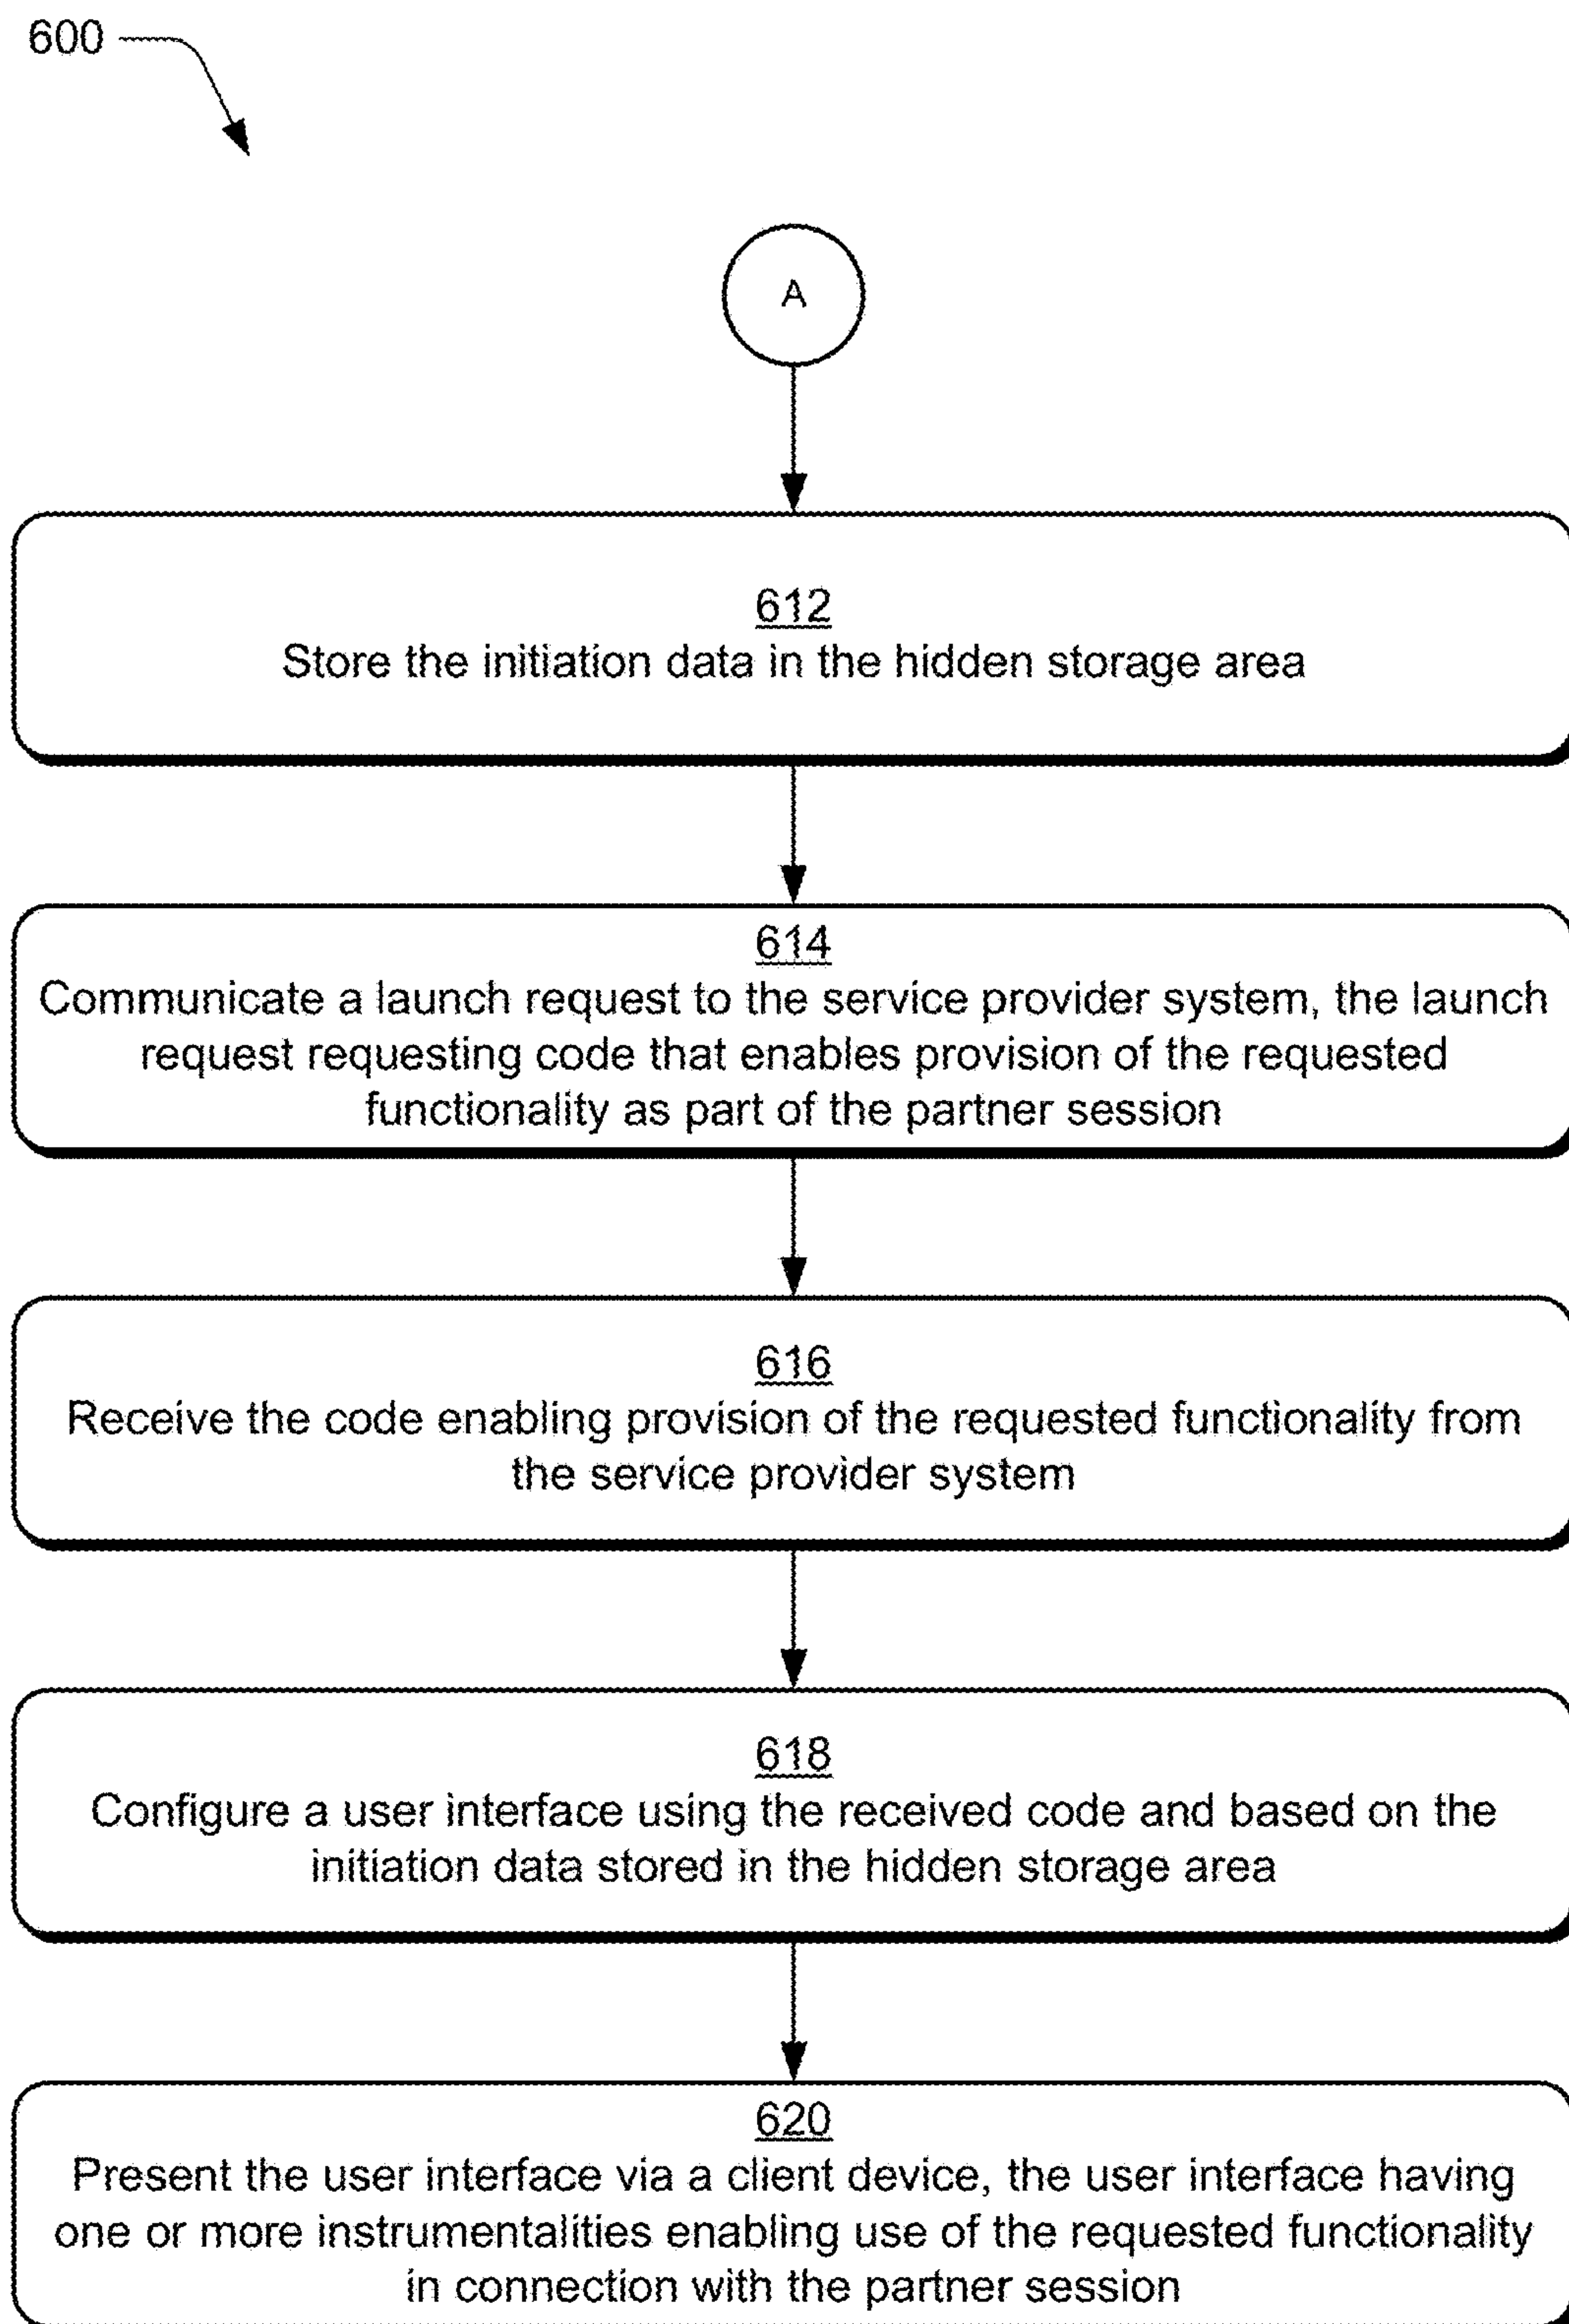 600
A
612
Store the initiation data in the hidden storage area
614
Communicate a launch request to the service provider system, the launch
request requesting code that enables provision of the requested
functionality as part of the partner session
616
Receive the code enabling provision of the requested functionality from
the service provider system
618
Configure a user interface using the received code and based on the
initiation data stored in the hidden storage area
620
Present the user interface via a client device, the user interface having
one or more instrumentalities enabling use of the requested functionality
in connection with the partner session